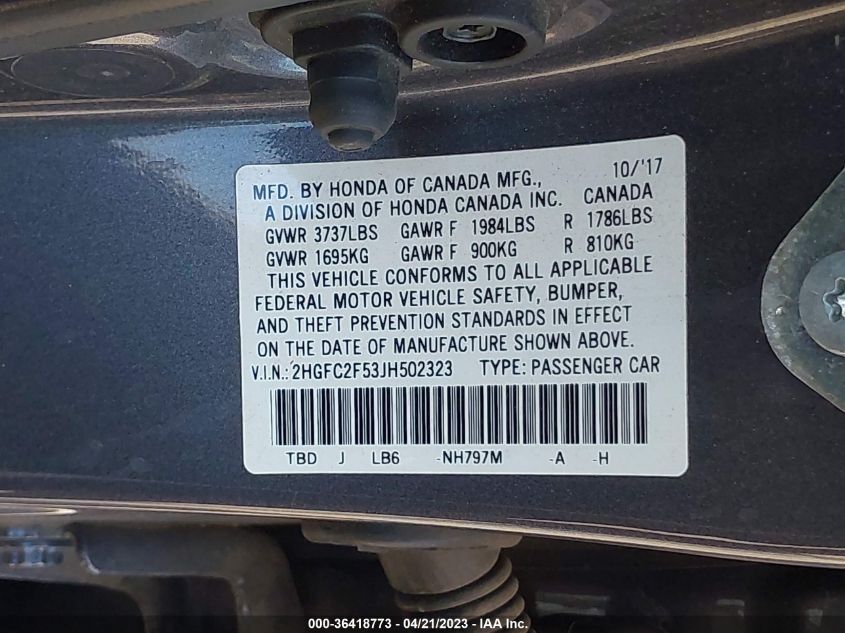 10/'17
MFD. BY HONDA OF CANADA MFG.,
A DIVISION OF HONDA CANADA INC. CANADA
GVWR 3737LBS GAWR F 1984LBS R 1786LBS
GVWR 1695KG GAWR F 900KG R 810KG
THIS VEHICLE CONFORMS TO ALL APPLICABLE
FEDERAL MOTOR VEHICLE SAFETY, BUMPER,
AND THEFT PREVENTION STANDARDS IN EFFECT
ON THE DATE OF MANUFACTURE SHOWN ABOVE.
V.I.N.: 2HGFC2F53JH502323 TYPE: PASSENGER CAR
TBD J LB6 -NH797M -A -H
000-36418773 - 04/21/2023 - IAA Inc.